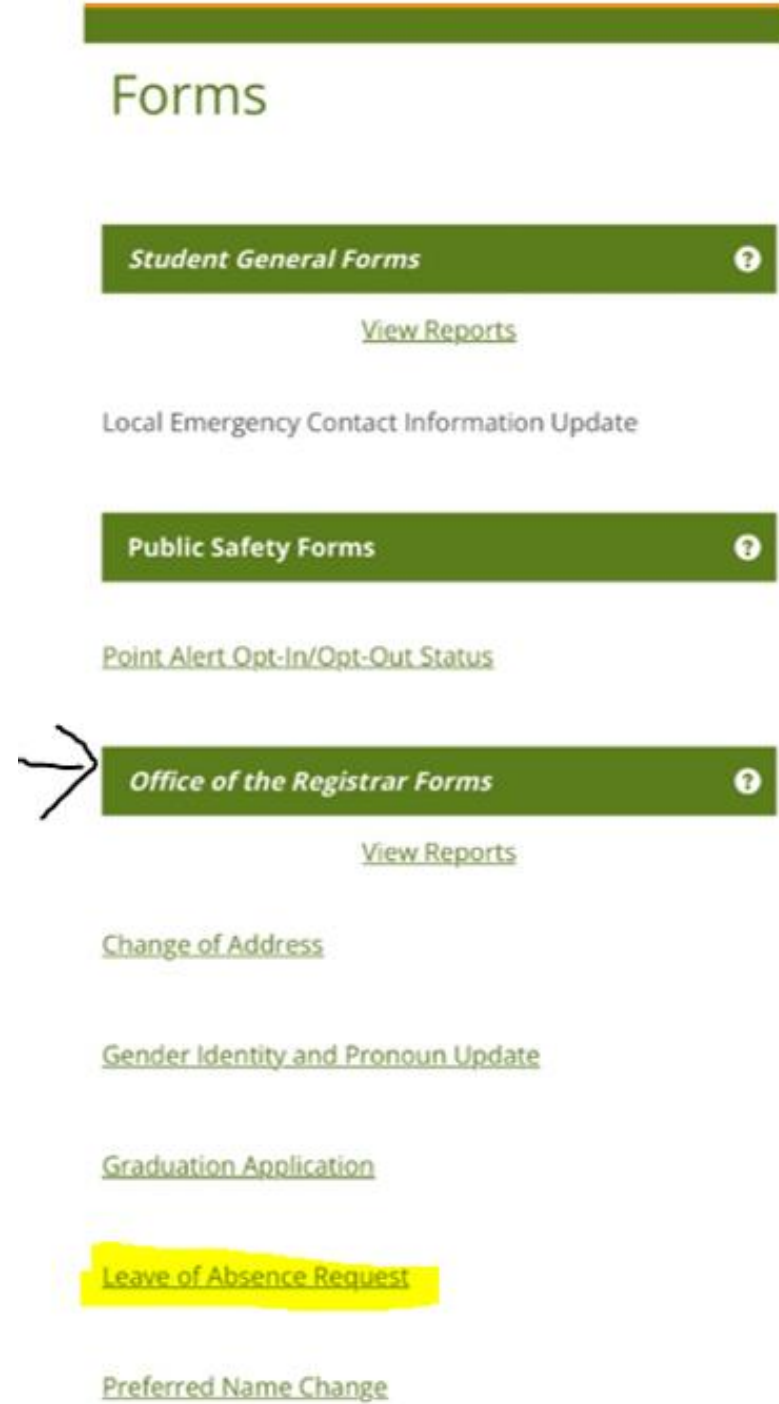 Forms
Student General Forms
View Reports
Local Emergency Contact Information Update
Public Safety Forms
Point Alert Opt-In/Opt-Out Status
Office of the Registrar Forms
View Reports
Change of Address
Gender Identity and Pronoun Update
Graduation Application
Leave of Absence Request
Preferred Name Change